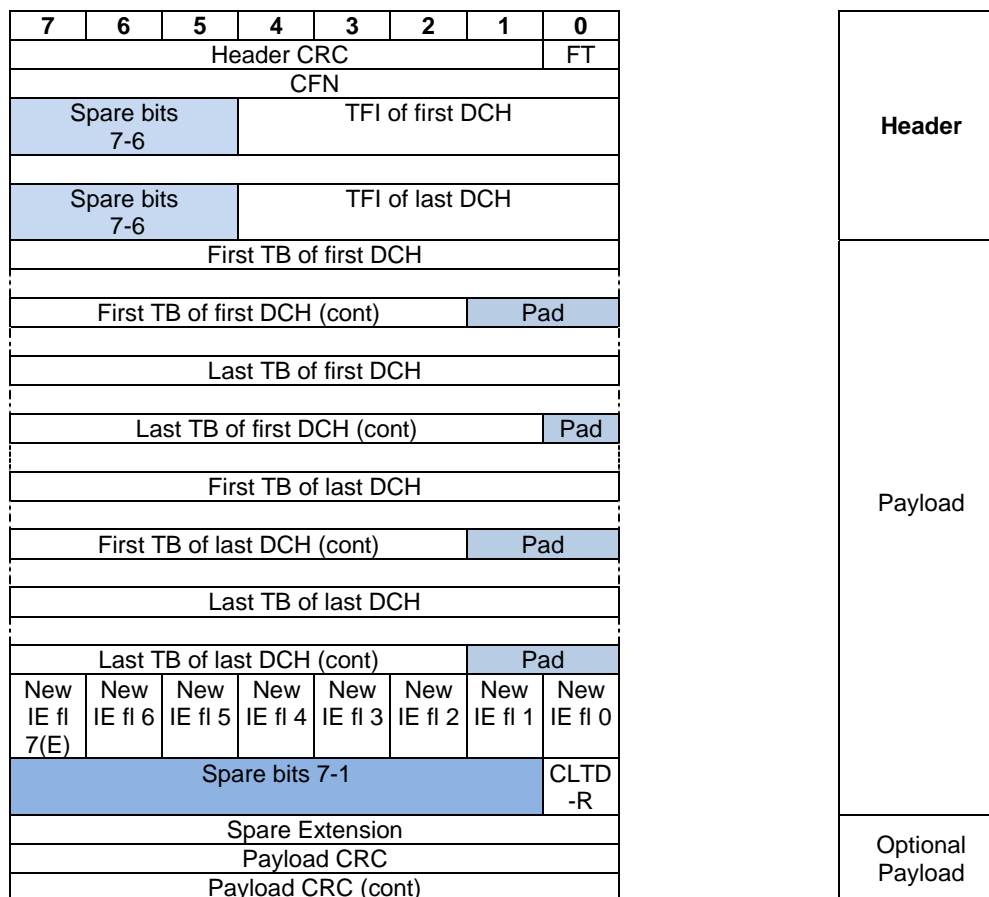 7 6 5 4 3 2 1 0
Header CRC FT
CFN
Spare bits
7-6
TFI of first DCH
Spare bits
7-6
TFI of last DCH
First TB of first DCH
First TB of first DCH (cont) Pad
Last TB of first DCH
Last TB of first DCH (cont) Pad
First TB of last DCH
First TB of last DCH (cont) Pad
Last TB of last DCH
Last TB of last DCH (cont) Pad
New IE fl 7(E)
New IE fl 6
New IE fl 5
New IE fl 4
New IE fl 3
New IE fl 2
New IE fl 1
New IE fl 0
Spare bits 7-1
CLTD
-R
Spare Extension
Payload CRC
Payload CRC (cont)
Header
Payload
Optional
Payload